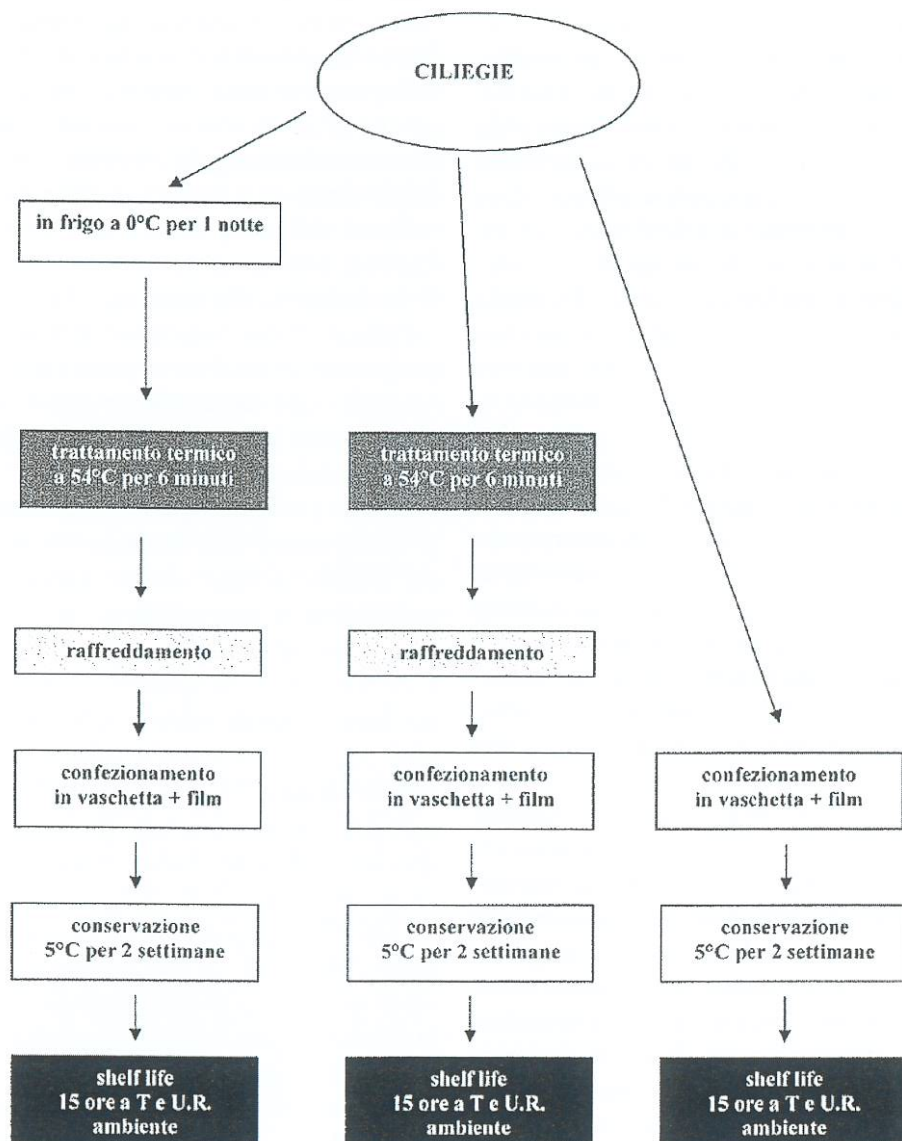 CILIEGIE
in frigo a 0°C per 1 notte
trattamento termico
a 54°C per 6 minuti
trattamento termico
a 54°C per 6 minuti
raffreddamento
raffreddamento
confezionamento
in vaschetta + film
confezionamento
in vaschetta + film
confezionamento
in vaschetta + film
conservazione
5°C per 2 settimane
conservazione
5°C per 2 settimane
conservazione
5°C per 2 settimane
shelf life
15 ore a T e U.R.
ambiente
shelf life
15 ore a T e U.R.
ambiente
shelf life
15 ore a T e U.R.
ambiente